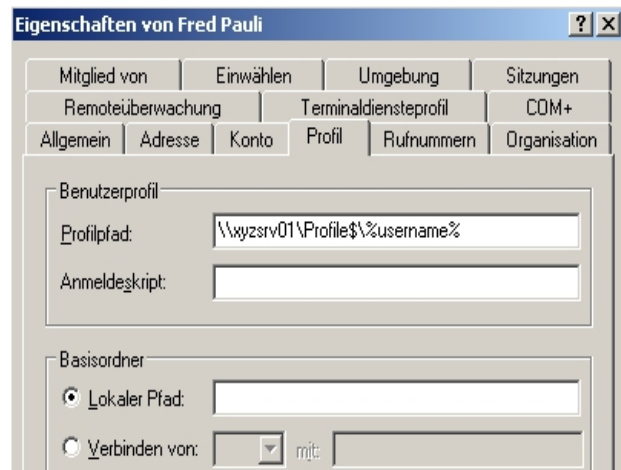 Eigenschaften von Fred Pauli
Mitglied von Einwählen Umgebung Sitzungen
Remoteüberwachung Terminaldiensteprofil COM+
Allgemein Adresse Konto Profil Rufnummern Organisation
Benutzerprofil
Profilpfad: \\xyzsrv01\Profile$\%username%
Anmeldeskript:
Basisordner
Lokaler Pfad:
Verbinden von: mit: